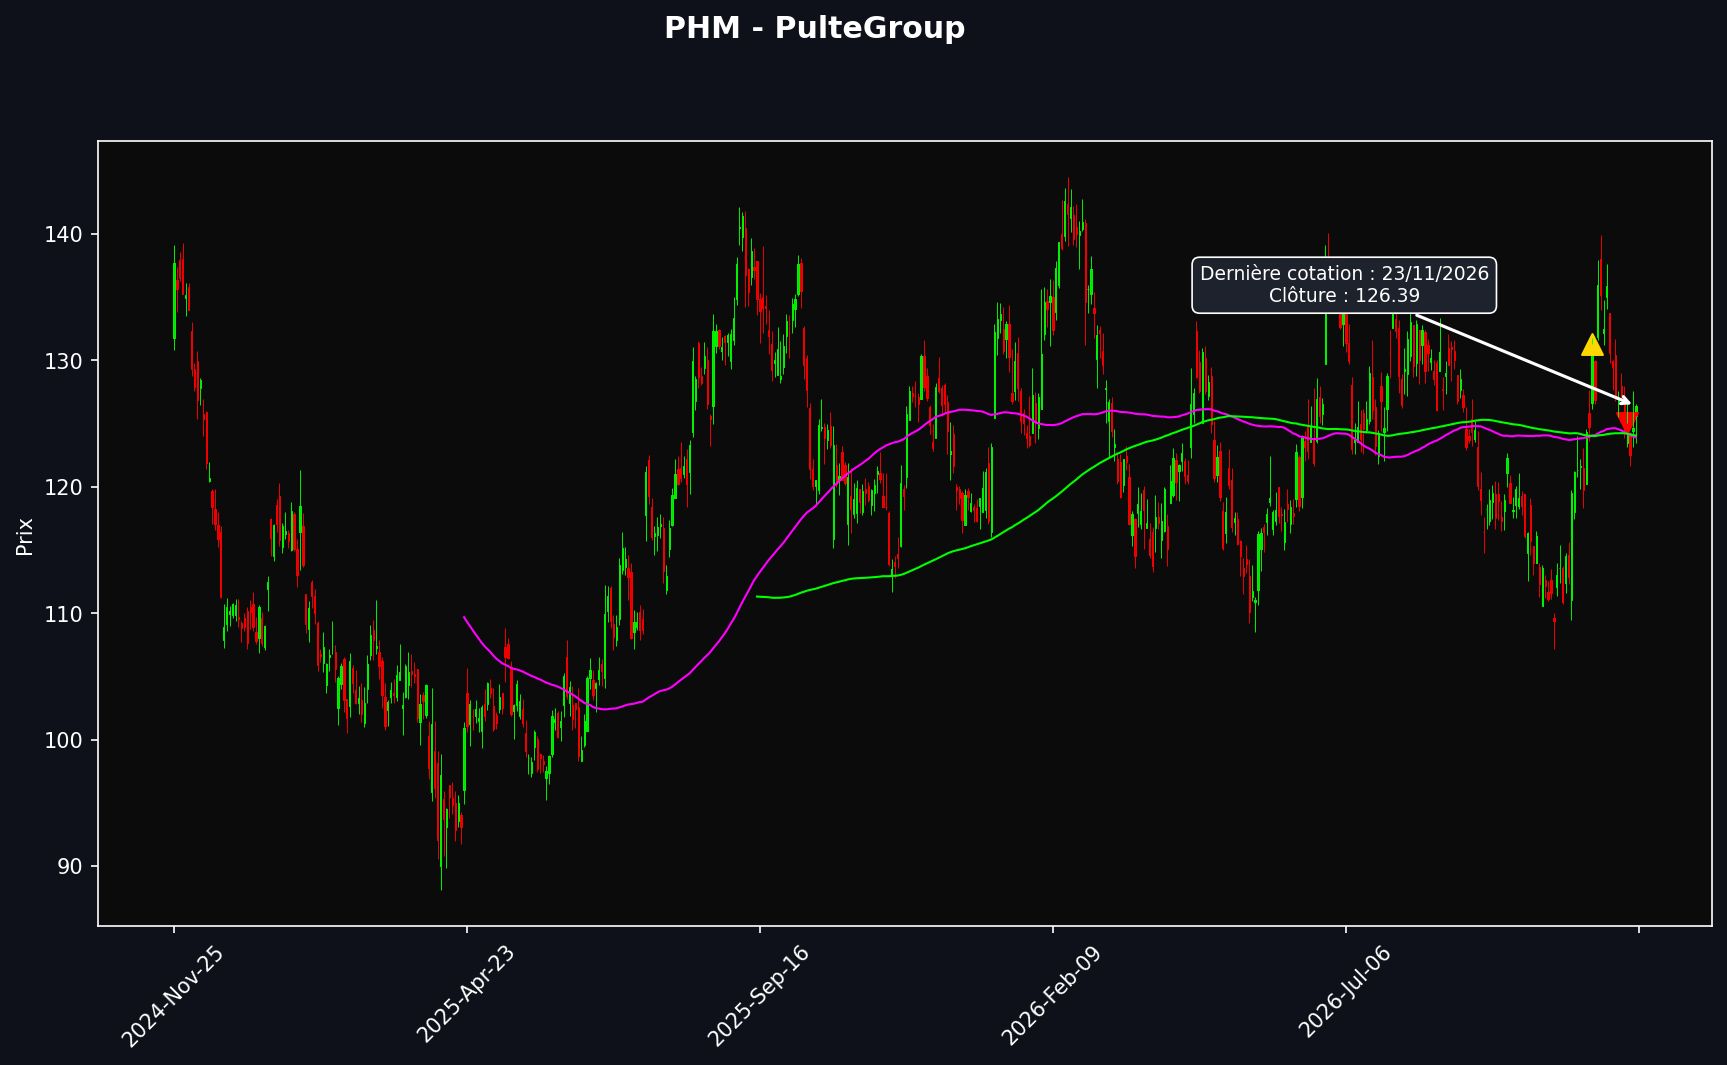 PHM - PulteGroup
Prix
140
130
120
110
100
90
Dernière cotation : 23/11/2026
Clôture : 126.39
2024-Nov-25
2025-Apr-23
2025-Sep-16
2026-Feb-09
2026-Jul-06